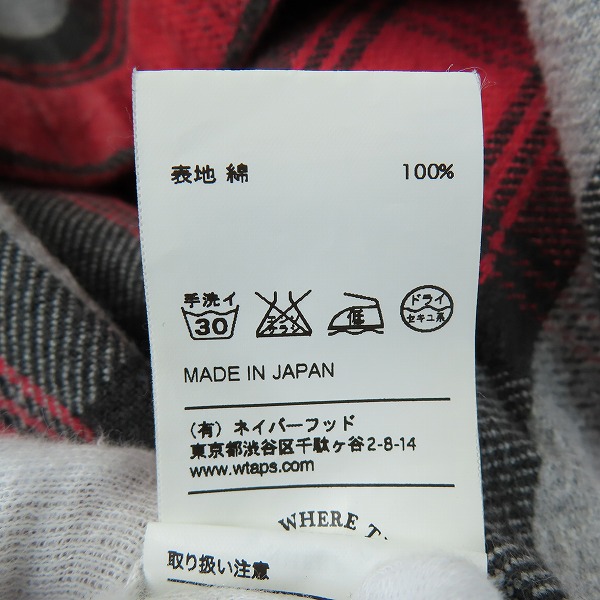 表地 綿 100%
手洗イ
30
エンソ
サラシ
低
ドライ
セキユ系
MADE IN JAPAN
(有) ネイバーフッド
東京都渋谷区千駄ヶ谷2-8-14
www.wtaps.com
WHERE T
取り扱い注意